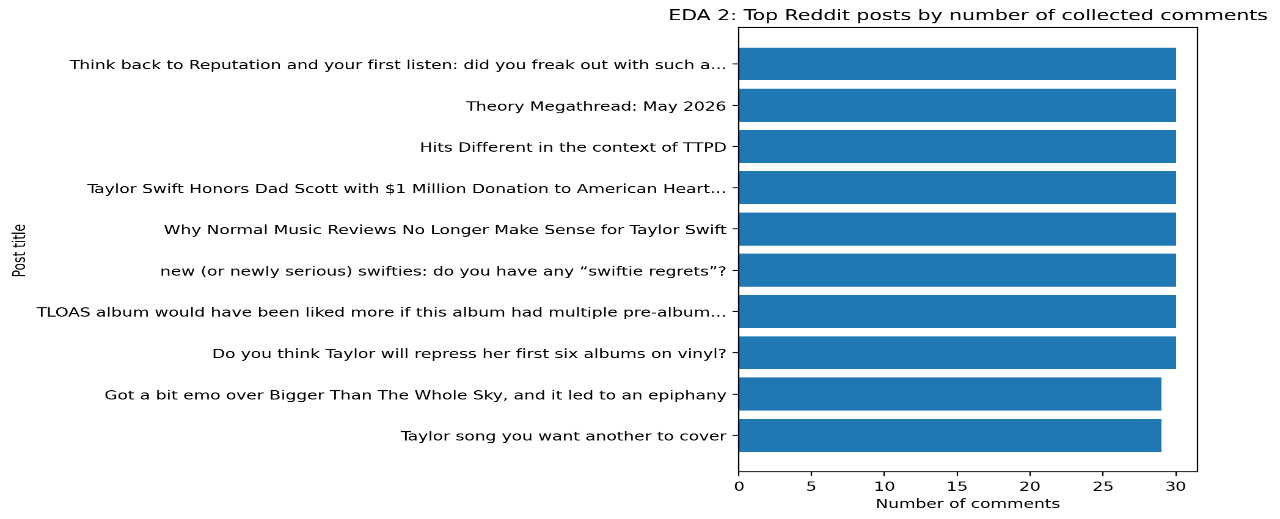 EDA 2: Top Reddit posts by number of collected comments
Think back to Reputation and your first listen: did you freak out with such a...
Theory Megathread: May 2026
Hits Different in the context of TTPD
Taylor Swift Honors Dad Scott with $1 Million Donation to American Heart...
Why Normal Music Reviews No Longer Make Sense for Taylor Swift
new (or newly serious) swifties: do you have any “swiftie regrets”?
TLOAS album would have been liked more if this album had multiple pre-album...
Do you think Taylor will repress her first six albums on vinyl?
Got a bit emo over Bigger Than The Whole Sky, and it led to an epiphany
Taylor song you want another to cover
Post title
0 5 10 15 20 25 30
Number of comments